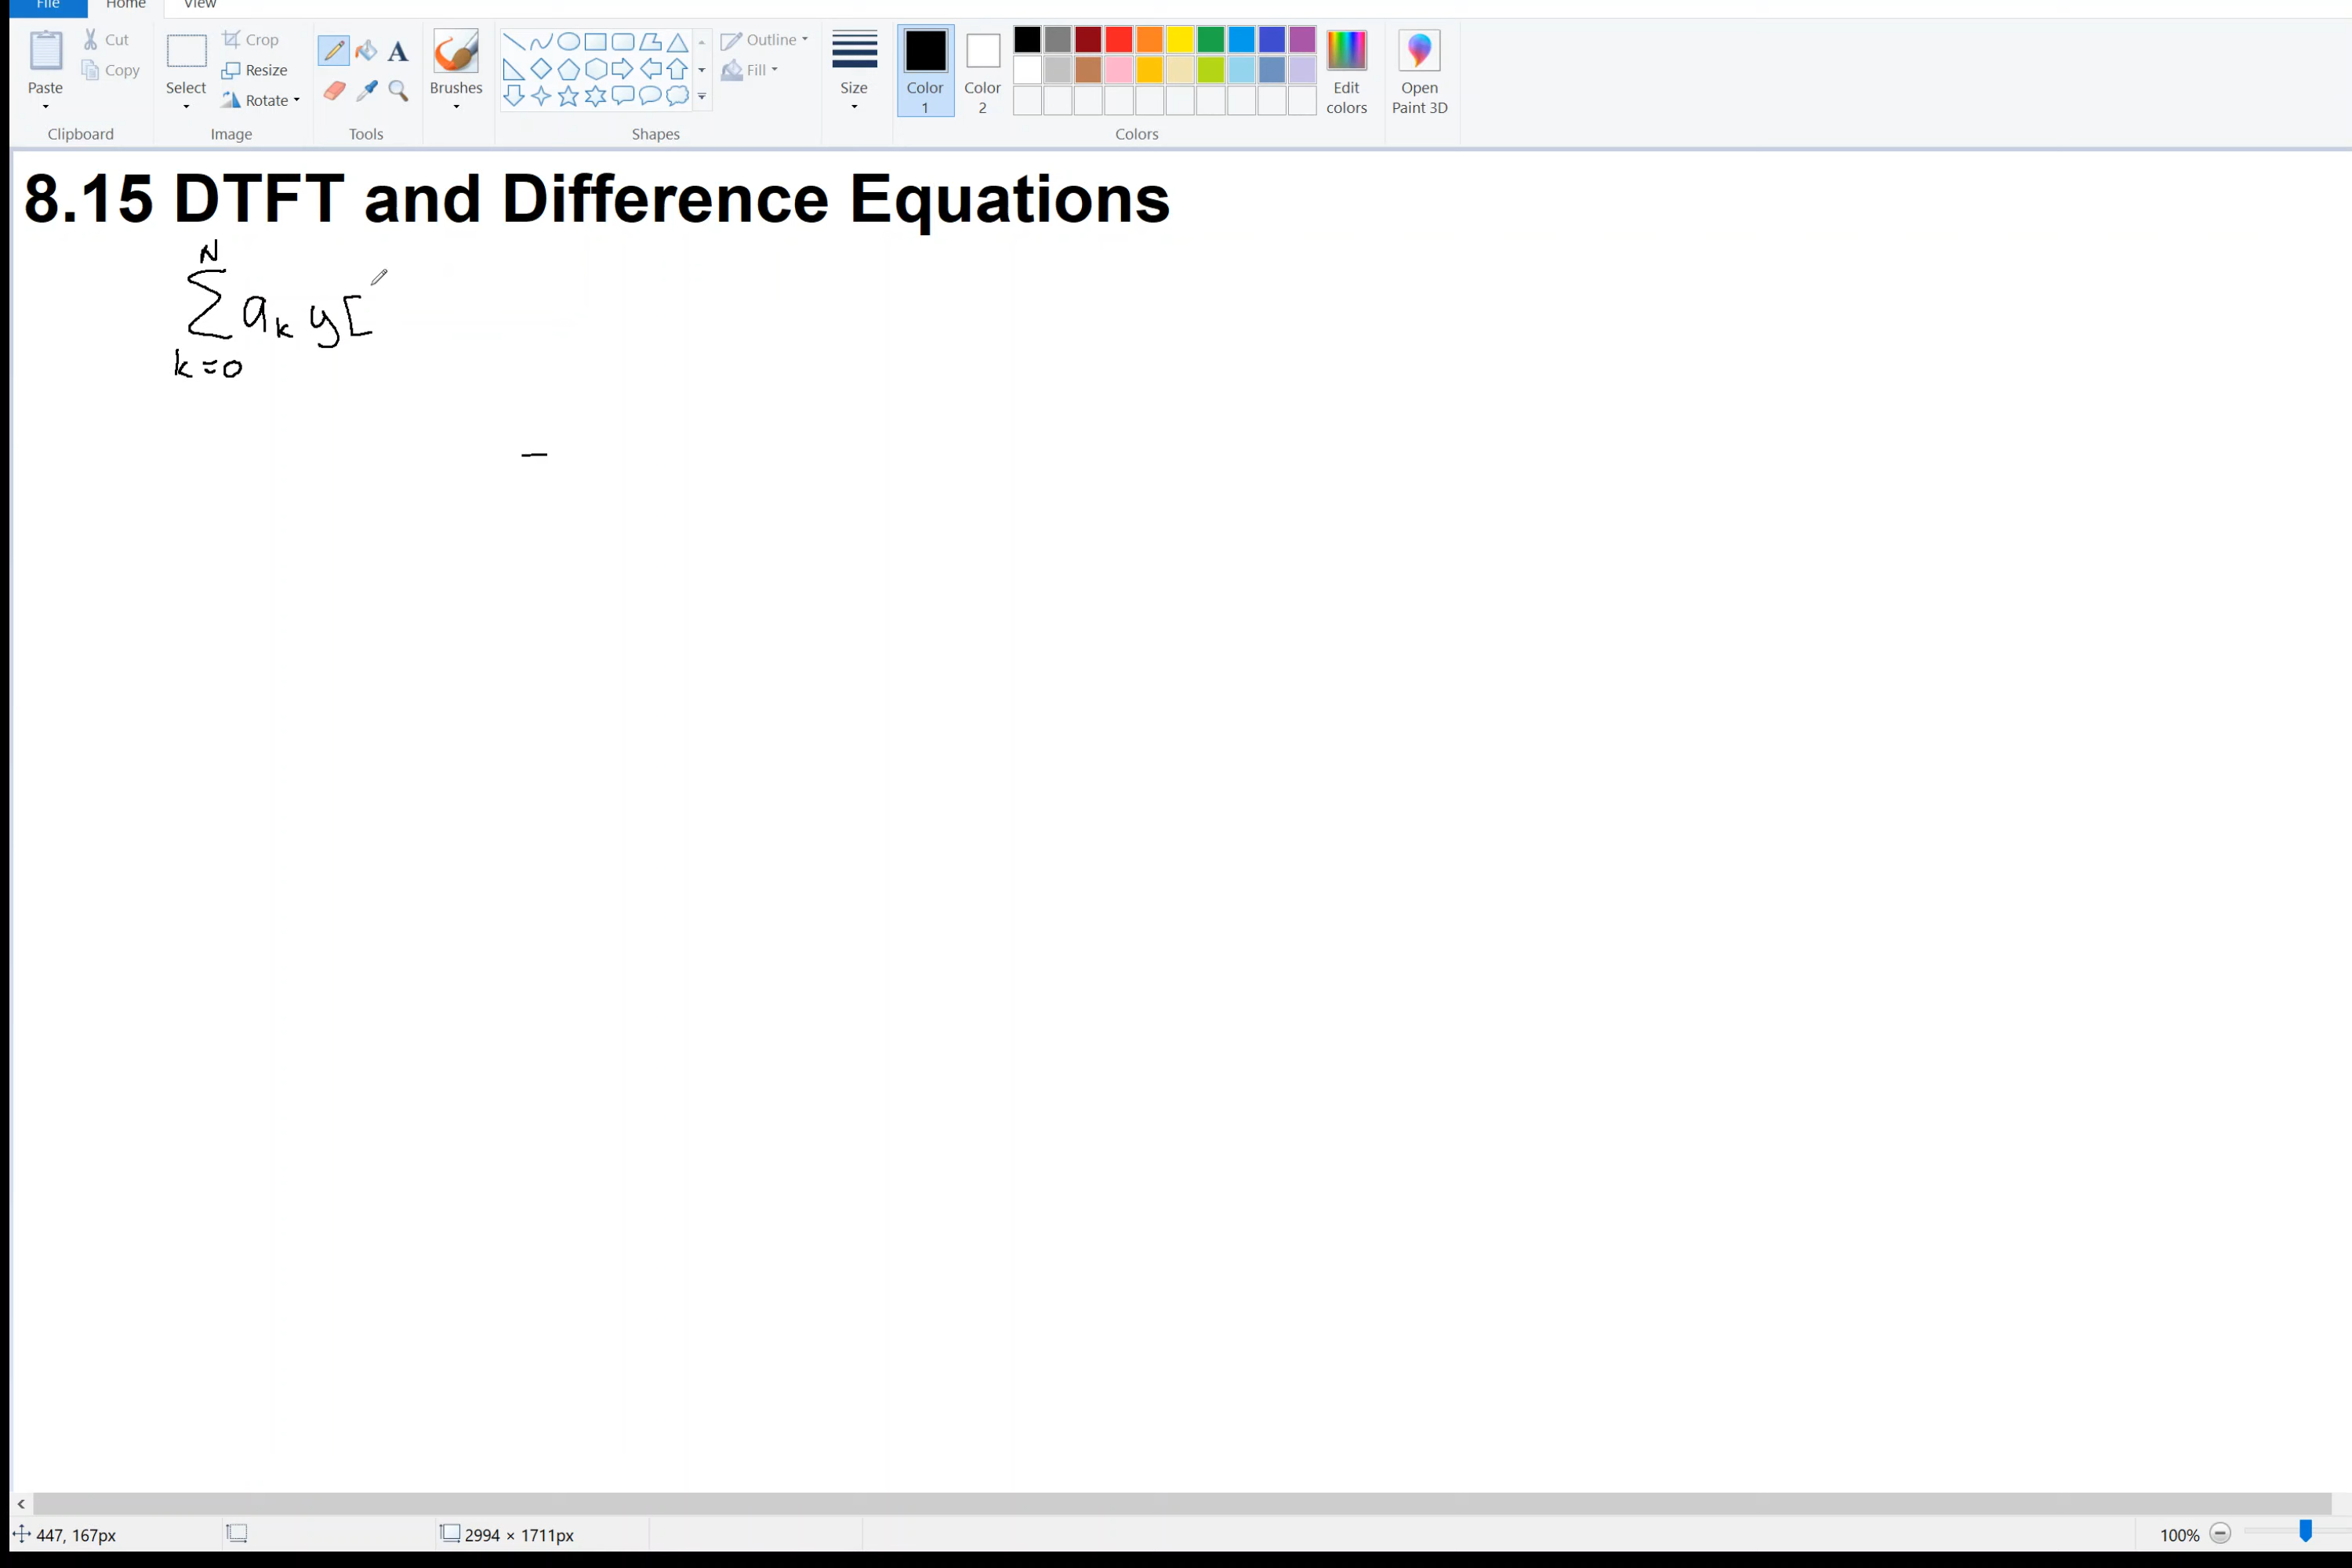 File Home View
Paste Cut Copy Select Crop Resize Rotate A Brushes Outline Fill Size Color 1 Color 2 Edit colors Open Paint 3D
Clipboard Image Tools Shapes Colors
8.15 DTFT and Difference Equations
N
∑ aₖ y[
k=0
–
447, 167px 2994 × 1711px 100%